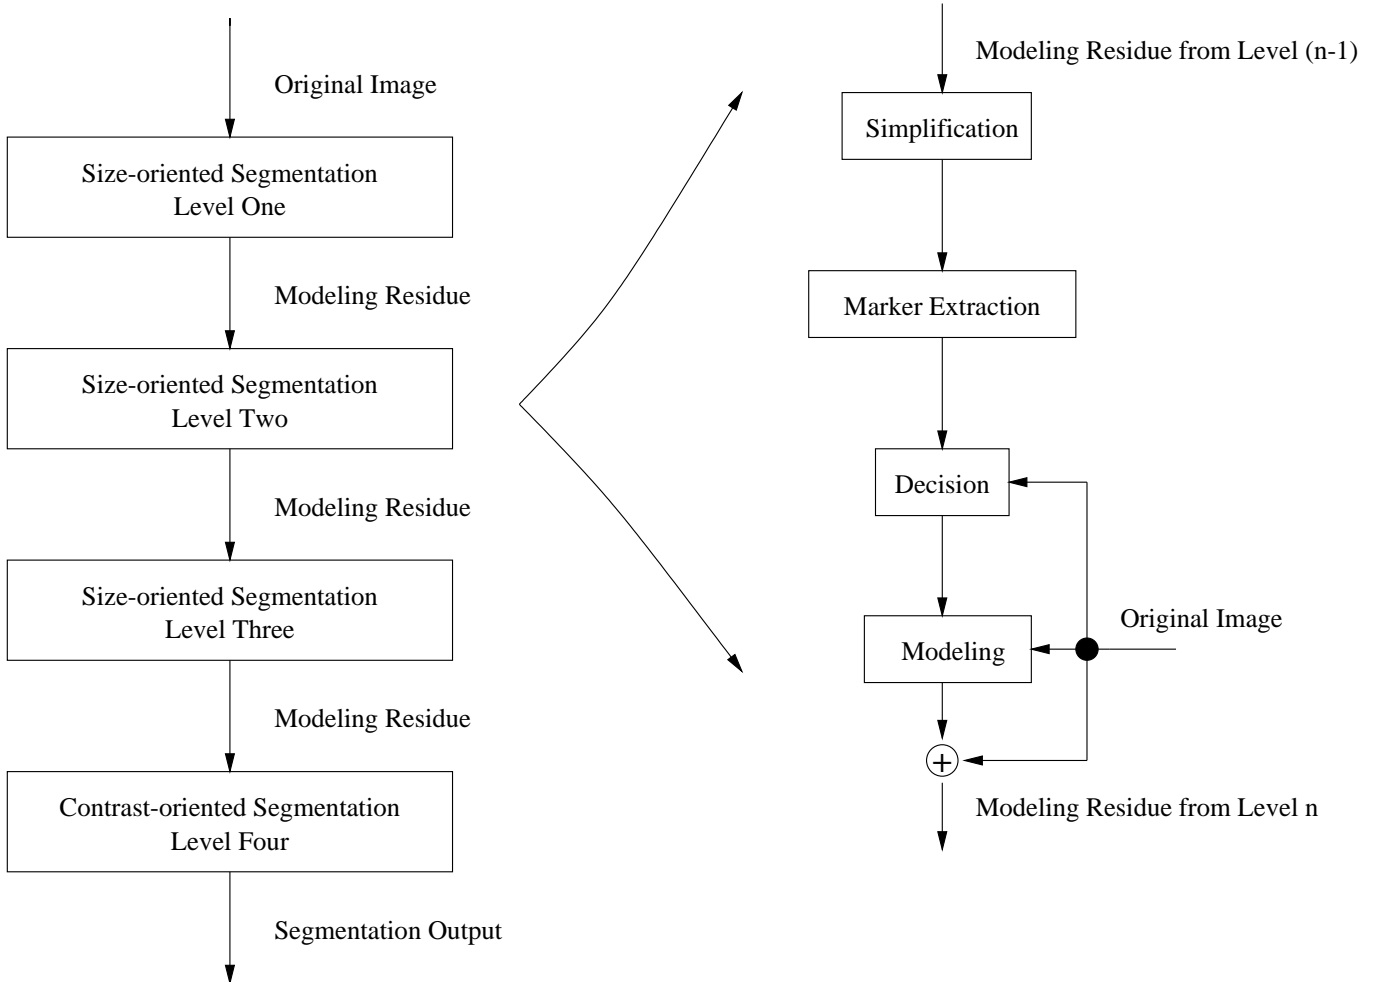 Original Image
Size-oriented Segmentation
Level One
Modeling Residue
Size-oriented Segmentation
Level Two
Modeling Residue
Size-oriented Segmentation
Level Three
Modeling Residue
Contrast-oriented Segmentation
Level Four
Segmentation Output
Modeling Residue from Level (n-1)
Simplification
Marker Extraction
Decision
Original Image
Modeling
+
Modeling Residue from Level n